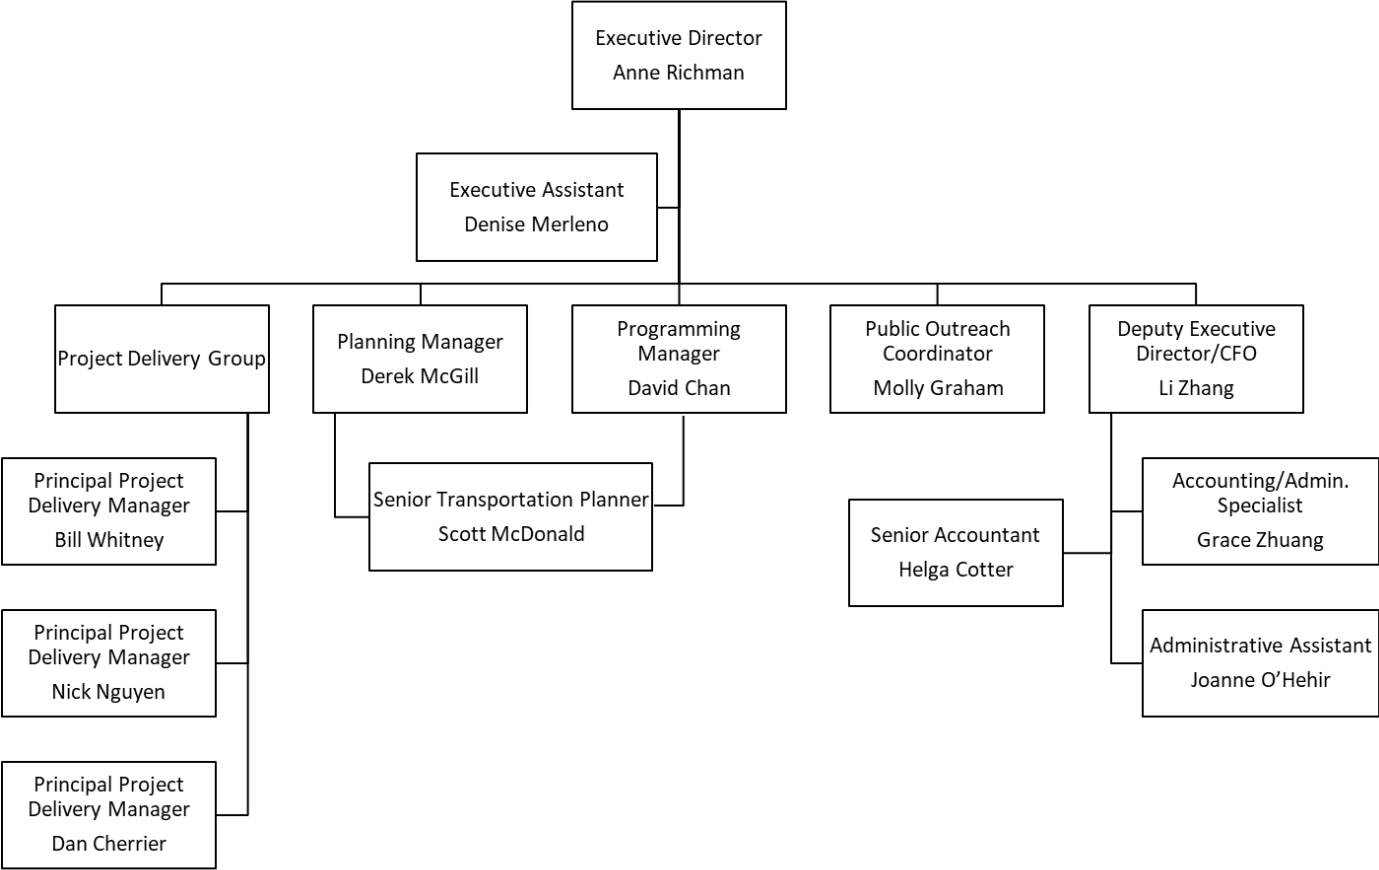 Executive Director
Anne Richman
Executive Assistant
Denise Merleno
Project Delivery Group
Planning Manager
Derek McGill
Programming
Manager
David Chan
Public Outreach
Coordinator
Molly Graham
Deputy Executive
Director/CFO
Li Zhang
Principal Project
Delivery Manager
Bill Whitney
Senior Transportation Planner
Scott McDonald
Senior Accountant
Helga Cotter
Accounting/Admin.
Specialist
Grace Zhuang
Principal Project
Delivery Manager
Nick Nguyen
Administrative Assistant
Joanne O’Hehir
Principal Project
Delivery Manager
Dan Cherrier